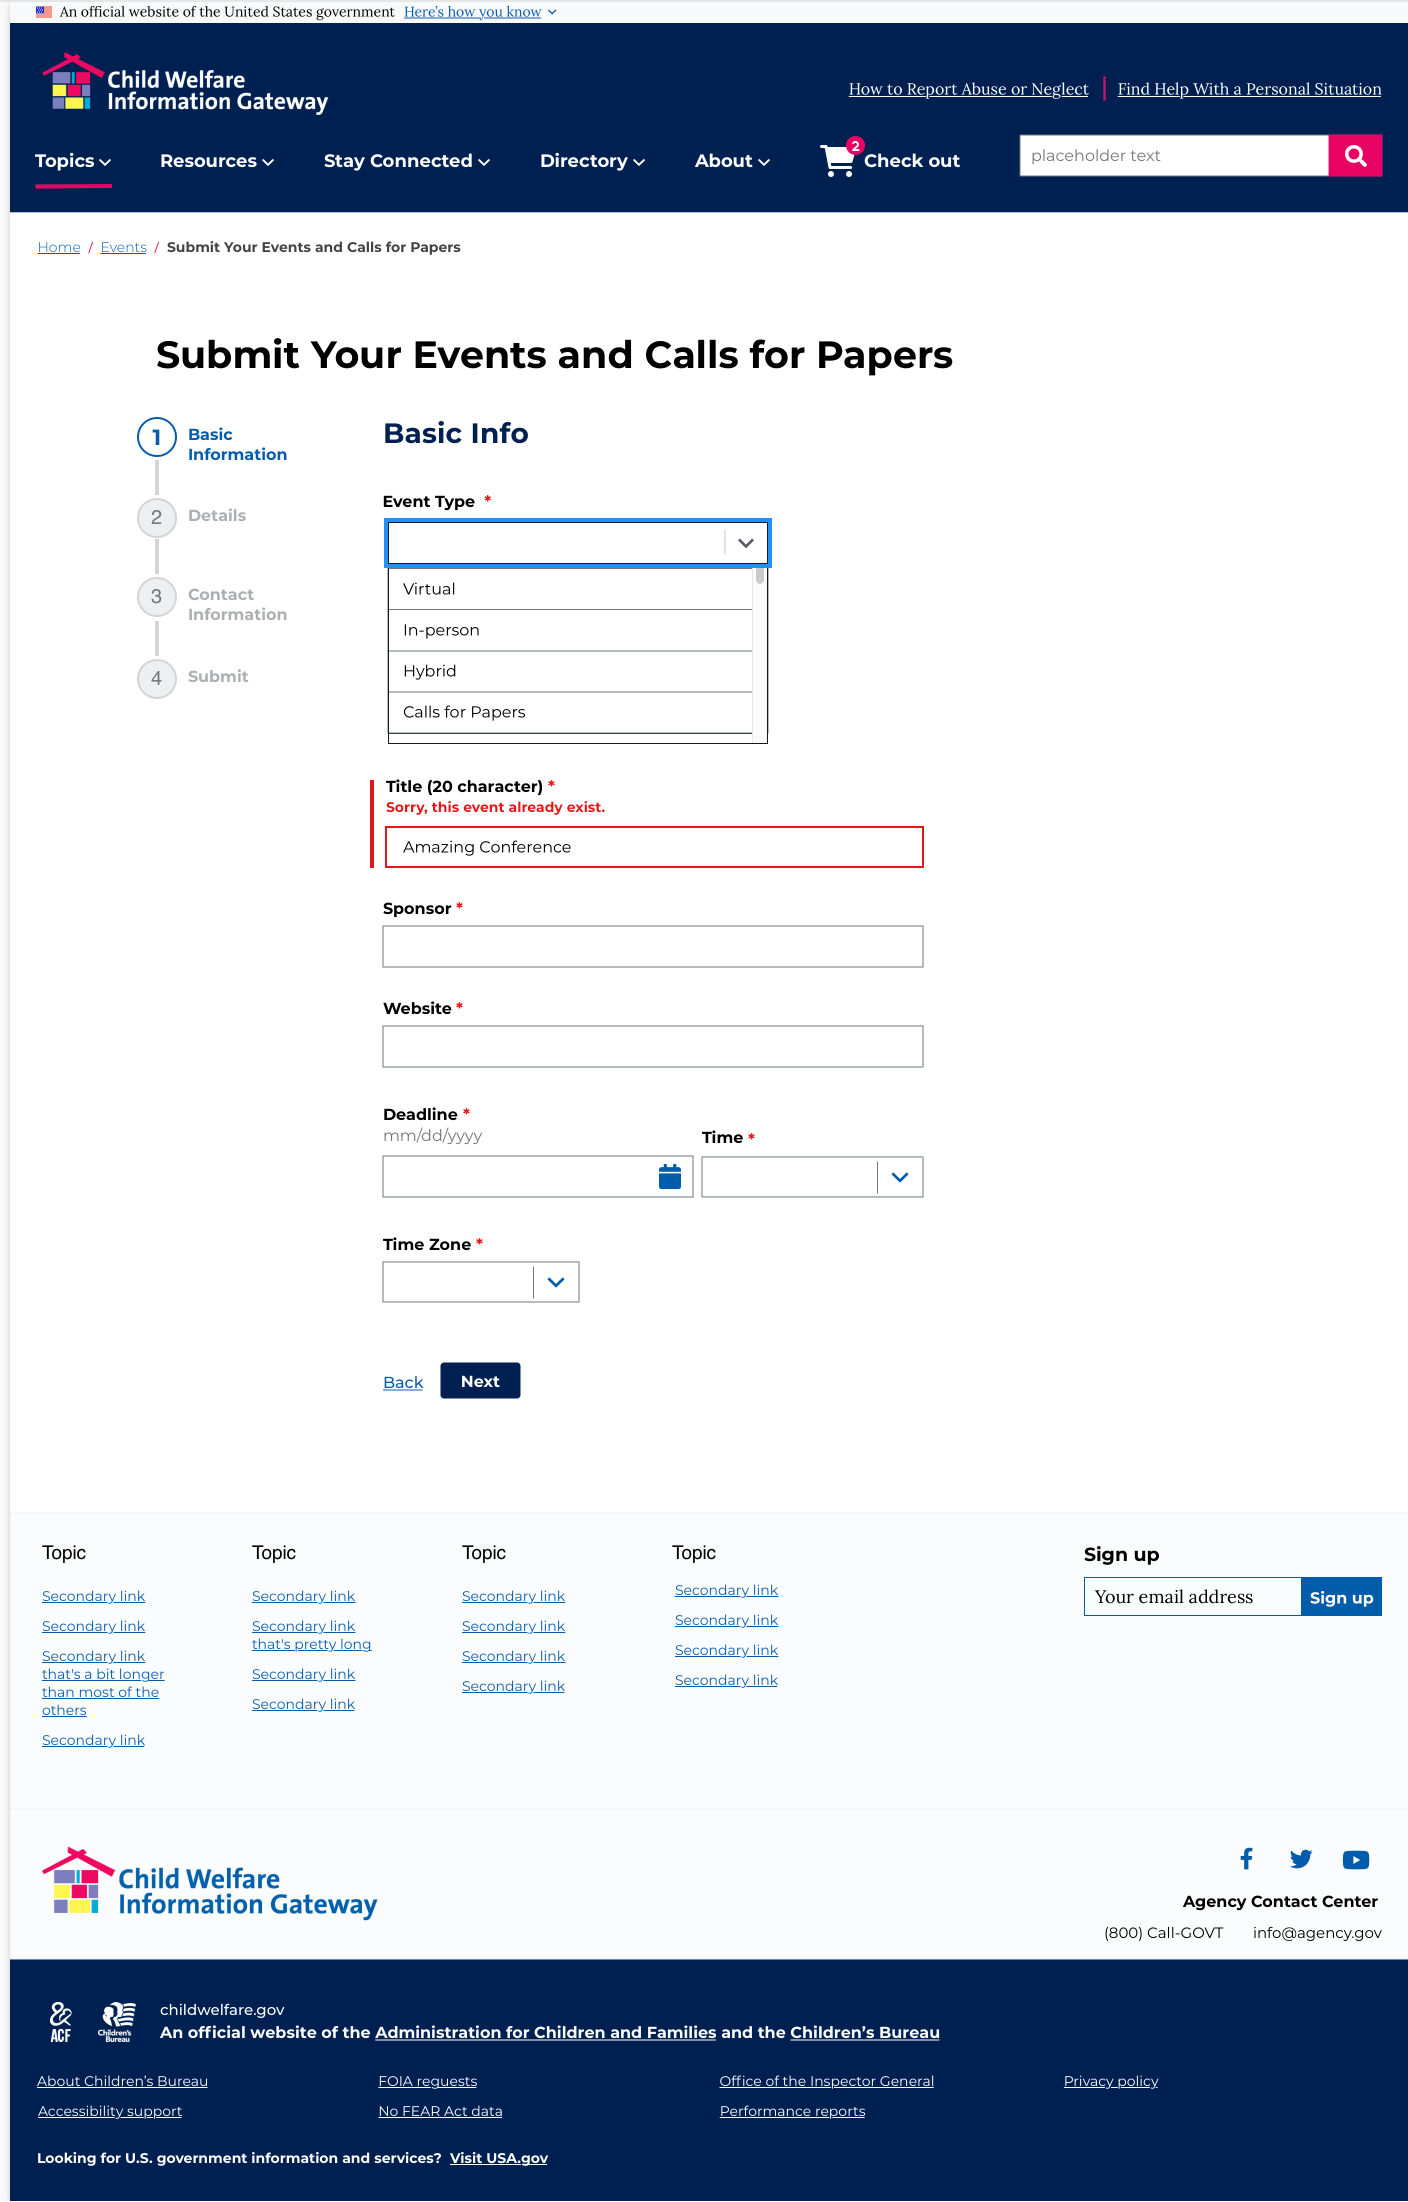 An official website of the United States government Here's how you know
Child Welfare
Information Gateway
How to Report Abuse or Neglect Find Help With a Personal Situation
Topics Resources Stay Connected Directory About 2 Check out placeholder text
Home / Events / Submit Your Events and Calls for Papers
Submit Your Events and Calls for Papers
1 Basic
Information
2 Details
3 Contact
Information
4 Submit
Basic Info
Event Type *
Virtual
In-person
Hybrid
Calls for Papers
Title (20 character) *
Sorry, this event already exist.
Amazing Conference
Sponsor *
Website *
Deadline *
mm/dd/yyyy
Time *
Time Zone *
Back Next
Topic
Secondary link
Secondary link
Secondary link
that's a bit longer
than most of the
others
Secondary link
Topic
Secondary link
Secondary link
that's pretty long
Secondary link
Secondary link
Topic
Secondary link
Secondary link
Secondary link
Secondary link
Topic
Secondary link
Secondary link
Secondary link
Secondary link
Sign up
Your email address Sign up
Child Welfare
Information Gateway
Agency Contact Center
(800) Call-GOVT info@agency.gov
ACF
Children's
Bureau
childwelfare.gov
An official website of the Administration for Children and Families and the Children’s Bureau
About Children’s Bureau FOIA reguests Office of the Inspector General Privacy policy
Accessibility support No FEAR Act data Performance reports
Looking for U.S. government information and services? Visit USA.gov